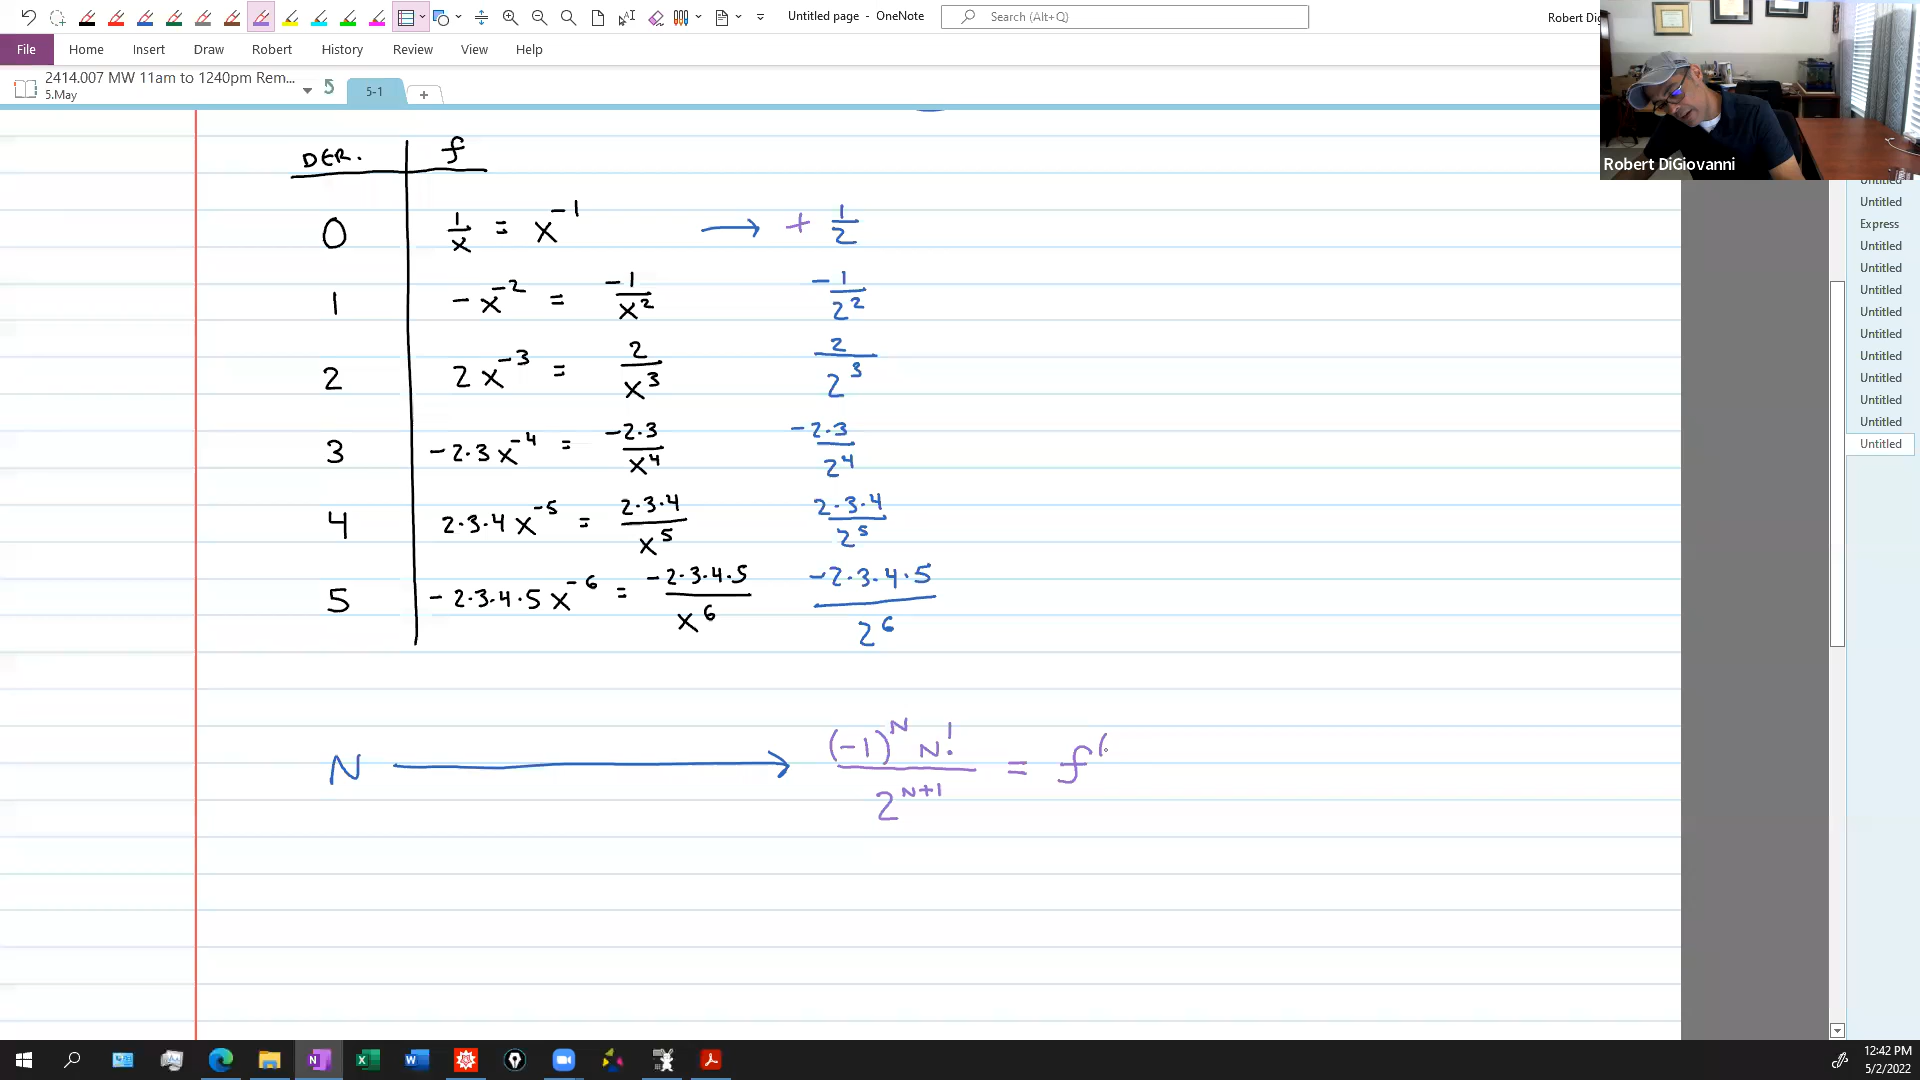 Untitled page - OneNote
Search (Alt+Q)
Robert Di
File Home Insert Draw Robert History Review View Help
2414.007 MW 11am to 1240pm Rem...
5.May
5-1
Robert DiGiovanni
Untitled
Express
Untitled
Untitled
Untitled
Untitled
Untitled
Untitled
Untitled
Untitled
Untitled
Untitled
DER. f
0 1/x = x^-1 → + 1/2
1 -x^-2 = -1/x^2 -1/2^2
2 2x^-3 = 2/x^3 2/2^3
3 -2·3x^-4 = -2·3/x^4 -2·3/2^4
4 2·3·4x^-5 = 2·3·4/x^5 2·3·4/2^5
5 -2·3·4·5x^-6 = -2·3·4·5/x^6 -2·3·4·5/2^6
N → (-1)^N N!/2^N+1 = f^(
12:42 PM
5/2/2022